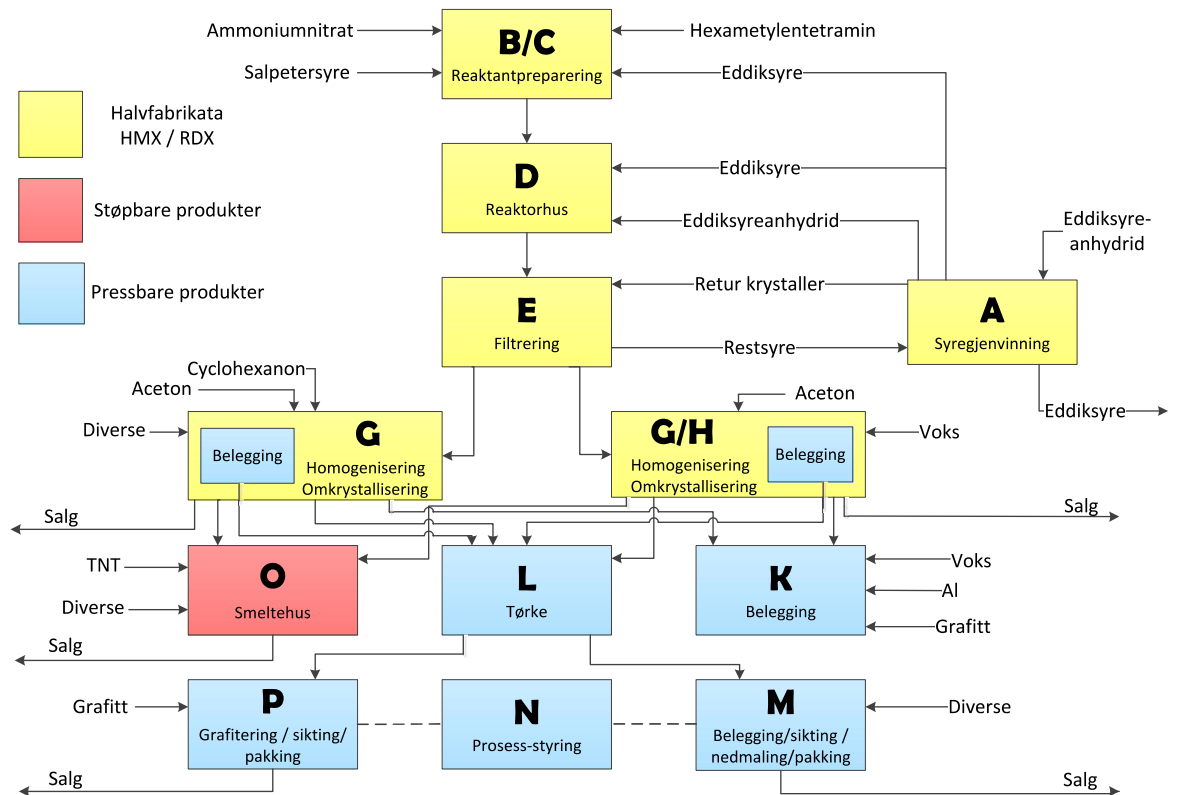 Ammoniumnitrat
B/C
Hexametylentetramin
Salpetersyre
Reaktantpreparering
Eddiksyre
Halvfabrikata
HMX / RDX
D
Reaktorhus
Eddiksyre
Støpbare produkter
Eddiksyreanhydrid
Eddiksyre-
anhydrid
Pressbare produkter
E
Filtrering
Retur krystaller
Restsyre
A
Syregjenvinning
Cyclohexanon
Aceton
Aceton
Eddiksyre
Diverse
Belegging
G
Homogenisering
Omkrystallisering
G/H
Homogenisering
Omkrystallisering
Belegging
Voks
Salg
Salg
TNT
Diverse
O
Smeltehus
L
Tørke
K
Belegging
Voks
Al
Grafitt
Salg
Grafitt
P
Grafitering / sikting/
pakking
N
Prosess-styring
M
Belegging/sikting /
nedmaling/pakking
Diverse
Salg
Salg